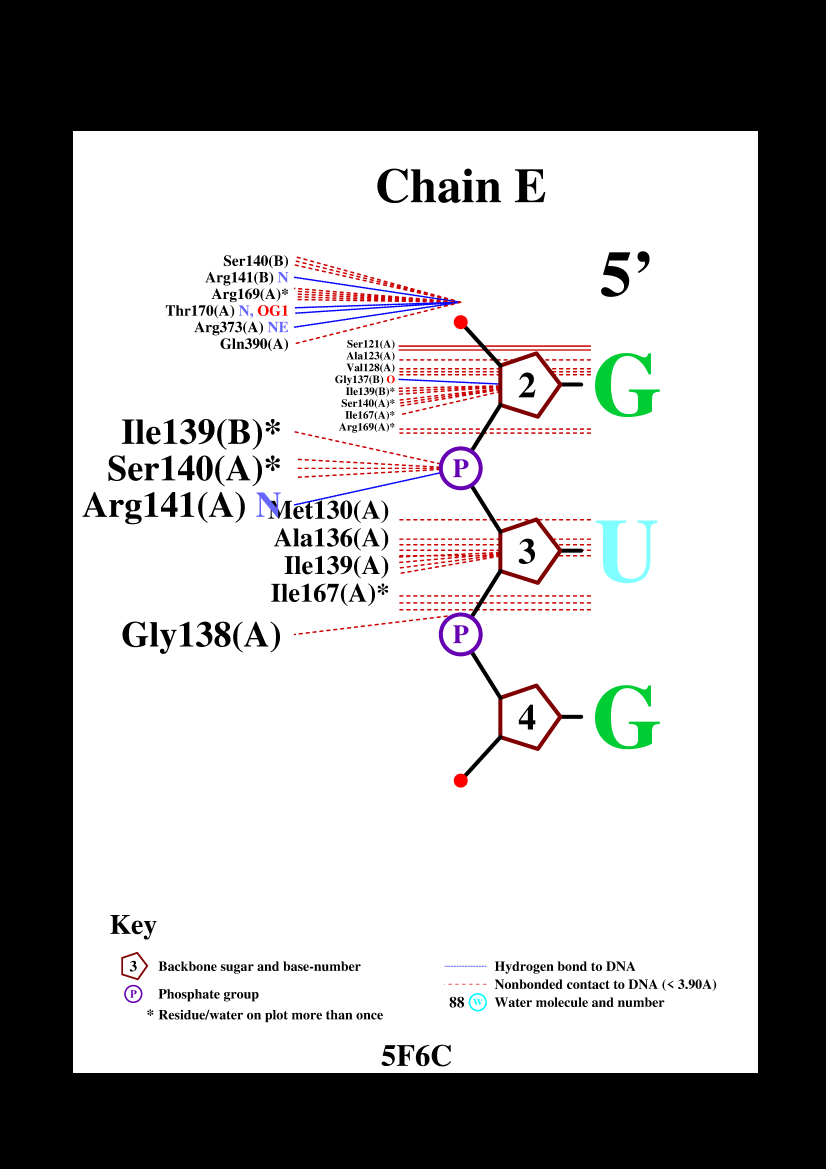 Chain E
5’
Ser140(B)
Arg141(B) N
Arg169(A)*
Thr170(A) N, OG1
Arg373(A) NE
Gln390(A)
Ser121(A)
Ala123(A)
Val128(A)
Gly137(B) O
Ile139(B)*
Ser140(A)*
Ile167(A)*
Arg169(A)*
2
G
Ile139(B)*
Ser140(A)*
Arg141(A) N
P
Met130(A)
Ala136(A)
Ile139(A)
Ile167(A)*
3
U
Gly138(A)
P
4
G
Key
3 Backbone sugar and base-number
P Phosphate group
* Residue/water on plot more than once
Hydrogen bond to DNA
Nonbonded contact to DNA (< 3.90A)
88 W Water molecule and number
5F6C